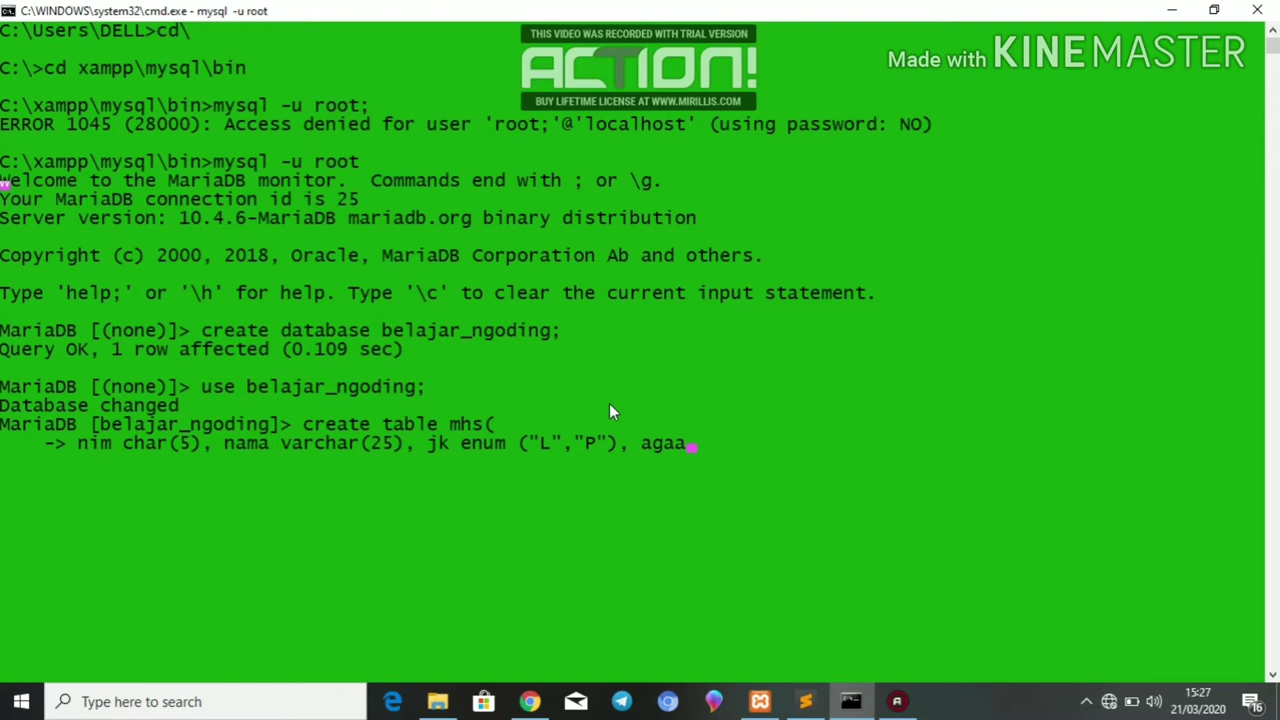 C:\WINDOWS\system32\cmd.exe - mysql -u root
C:\Users\DELL>cd\
THIS VIDEO WAS RECORDED WITH TRIAL VERSION
ACTION!
BUY LIFETIME LICENSE AT WWW.MIRILLIS.COM
Made with KINEMASTER
C:\>cd xampp\mysql\bin
C:\xampp\mysql\bin>mysql -u root;
ERROR 1045 (28000): Access denied for user 'root;'@'localhost' (using password: NO)
C:\xampp\mysql\bin>mysql -u root
Welcome to the MariaDB monitor.  Commands end with ; or \g.
Your MariaDB connection id is 25
Server version: 10.4.6-MariaDB mariadb.org binary distribution
Copyright (c) 2000, 2018, Oracle, MariaDB Corporation Ab and others.
Type 'help;' or '\h' for help. Type '\c' to clear the current input statement.
MariaDB [(none)]> create database belajar_ngoding;
Query OK, 1 row affected (0.109 sec)
MariaDB [(none)]> use belajar_ngoding;
Database changed
MariaDB [belajar_ngoding]> create table mhs(
    -> nim char(5), nama varchar(25), jk enum ("L","P"), agaa
Type here to search
15:27
21/03/2020
16